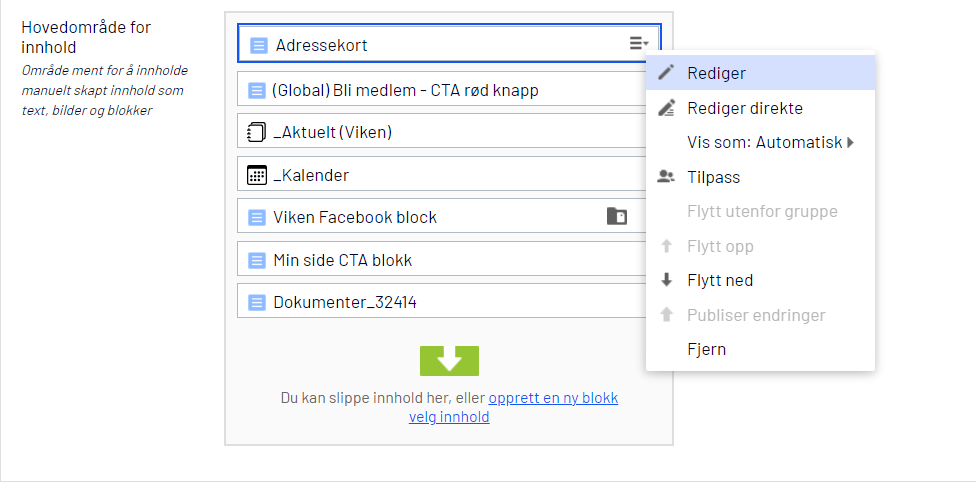 Hovedområde for
innhold
Område ment for å innholde
manuelt skapt innhold som
text, bilder og blokker
Adressekort
(Global) Bli medlem - CTA rød knapp
_Aktuelt (Viken)
_Kalender
Viken Facebook block
Min side CTA blokk
Dokumenter_32414
Du kan slippe innhold her, eller opprett en ny blokk
velg innhold
Rediger
Rediger direkte
Vis som: Automatisk
Tilpass
Flytt utenfor gruppe
Flytt opp
Flytt ned
Publiser endringer
Fjern